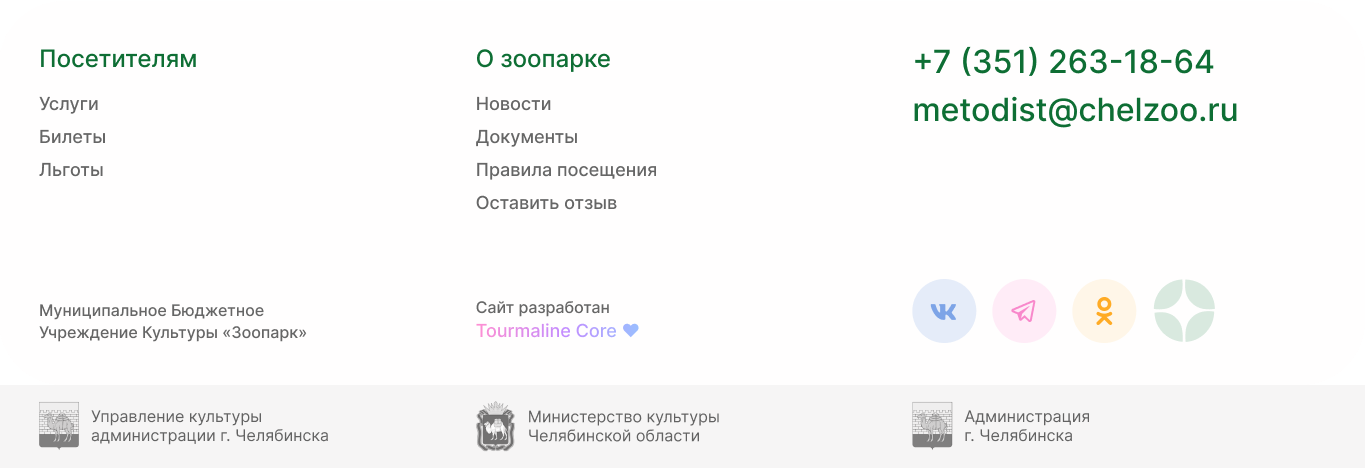 Посетителям
Услуги
Билеты
Льготы
О зоопарке
Новости
Документы
Правила посещения
Оставить отзыв
+7 (351) 263-18-64
metodist@chelzoo.ru
Муниципальное Бюджетное
Учреждение Культуры «Зоопарк»
Сайт разработан
Tourmaline Core
Управление культуры
администрации г. Челябинска
Министерство культуры
Челябинской области
Администрация
г. Челябинска